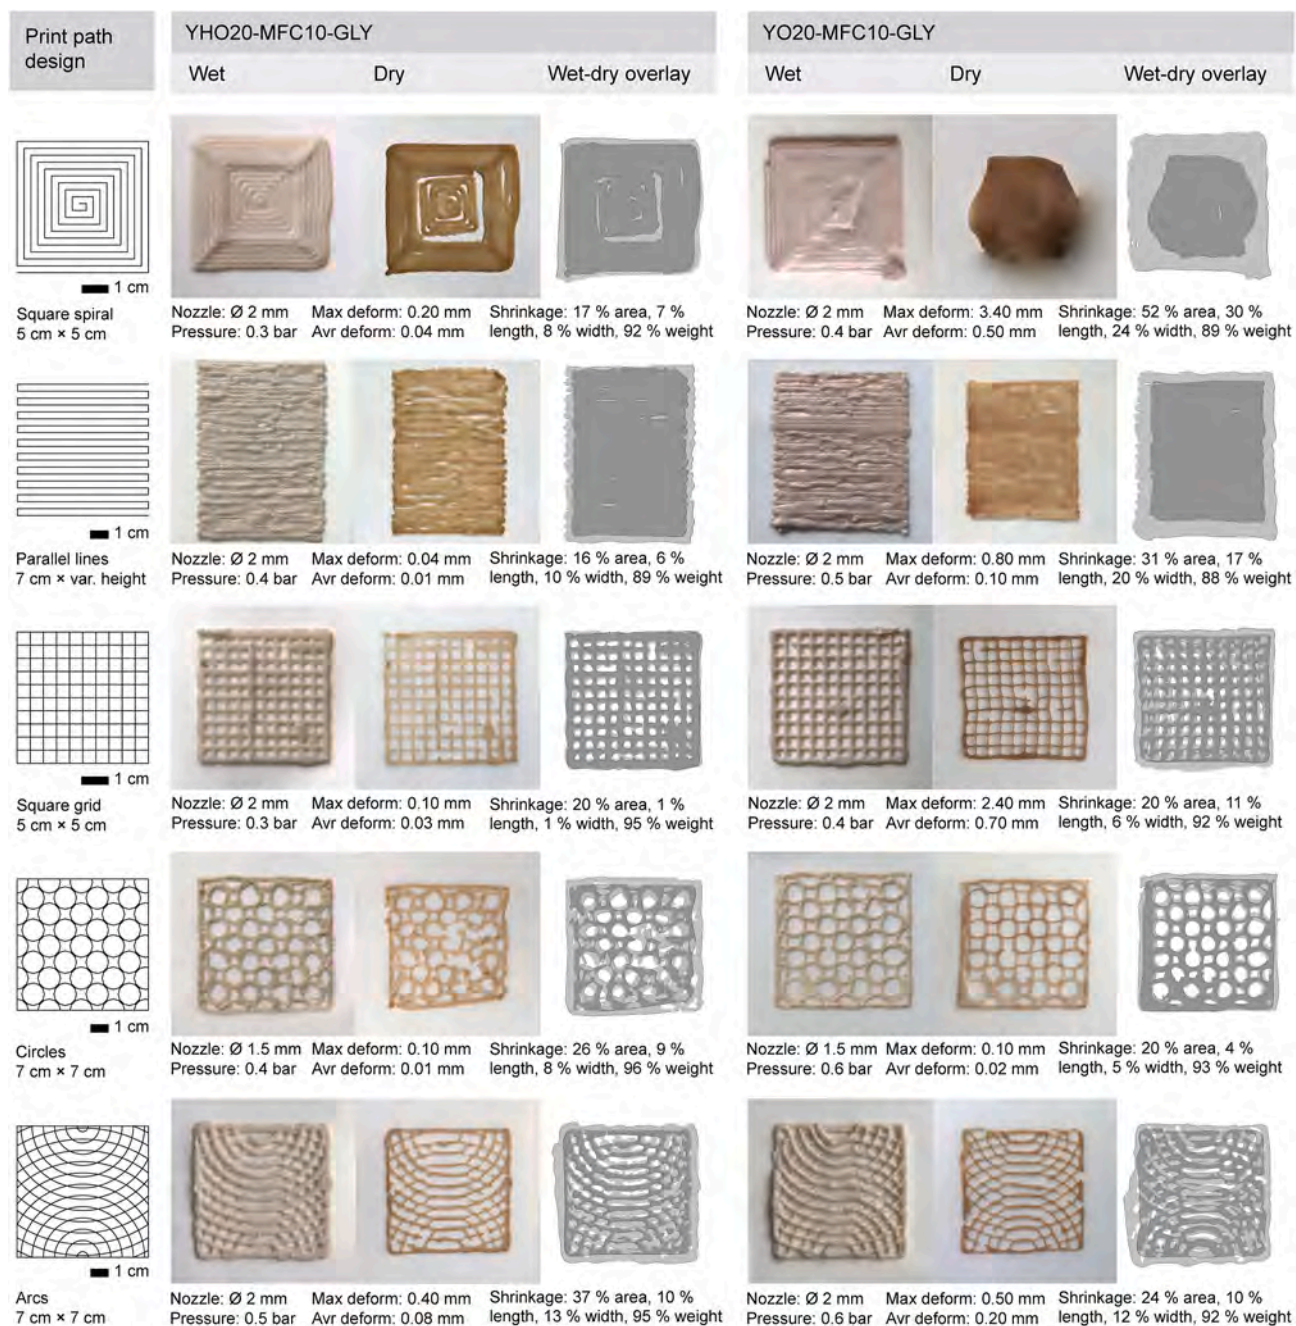 Print path
design
YHO20-MFC10-GLY
YO20-MFC10-GLY
Wet
Dry
Wet-dry overlay
Wet
Dry
Wet-dry overlay
1 cm
Square spiral
5 cm × 5 cm
Nozzle: Ø 2 mm
Pressure: 0.3 bar
Max deform: 0.20 mm
Avr deform: 0.04 mm
Shrinkage: 17 % area, 7 %
length, 8 % width, 92 % weight
Nozzle: Ø 2 mm
Pressure: 0.4 bar
Max deform: 3.40 mm
Avr deform: 0.50 mm
Shrinkage: 52 % area, 30 %
length, 24 % width, 89 % weight
1 cm
Parallel lines
7 cm × var. height
Nozzle: Ø 2 mm
Pressure: 0.4 bar
Max deform: 0.04 mm
Avr deform: 0.01 mm
Shrinkage: 16 % area, 6 %
length, 10 % width, 89 % weight
Nozzle: Ø 2 mm
Pressure: 0.5 bar
Max deform: 0.80 mm
Avr deform: 0.10 mm
Shrinkage: 31 % area, 17 %
length, 20 % width, 88 % weight
1 cm
Square grid
5 cm × 5 cm
Nozzle: Ø 2 mm
Pressure: 0.3 bar
Max deform: 0.10 mm
Avr deform: 0.03 mm
Shrinkage: 20 % area, 1 %
length, 1 % width, 95 % weight
Nozzle: Ø 2 mm
Pressure: 0.4 bar
Max deform: 2.40 mm
Avr deform: 0.70 mm
Shrinkage: 20 % area, 11 %
length, 6 % width, 92 % weight
1 cm
Circles
7 cm × 7 cm
Nozzle: Ø 1.5 mm
Pressure: 0.4 bar
Max deform: 0.10 mm
Avr deform: 0.01 mm
Shrinkage: 26 % area, 9 %
length, 8 % width, 96 % weight
Nozzle: Ø 1.5 mm
Pressure: 0.6 bar
Max deform: 0.10 mm
Avr deform: 0.02 mm
Shrinkage: 20 % area, 4 %
length, 5 % width, 93 % weight
1 cm
Arcs
7 cm × 7 cm
Nozzle: Ø 2 mm
Pressure: 0.5 bar
Max deform: 0.40 mm
Avr deform: 0.08 mm
Shrinkage: 37 % area, 10 %
length, 13 % width, 95 % weight
Nozzle: Ø 2 mm
Pressure: 0.6 bar
Max deform: 0.50 mm
Avr deform: 0.20 mm
Shrinkage: 24 % area, 10 %
length, 12 % width, 92 % weight